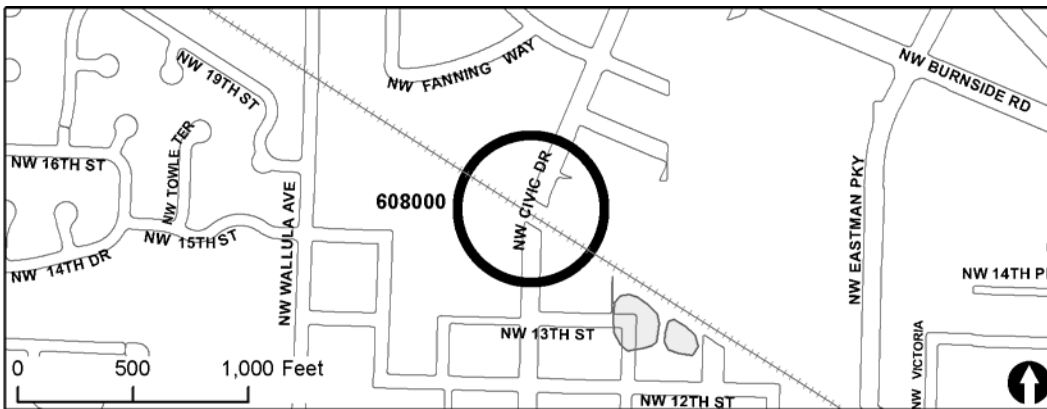 NW 19TH ST
NW FANNING WAY
NW BURNSIDE RD
NW 16TH ST
NW TOWLE TER
608000
NW CIVIC DR
NW EASTMAN PKY
NW WALLULA AVE
NW 15TH ST
NW 14TH DR
NW 14TH P
NW 13TH ST
NW VICTORIA
0 500 1,000 Feet
NW 12TH ST